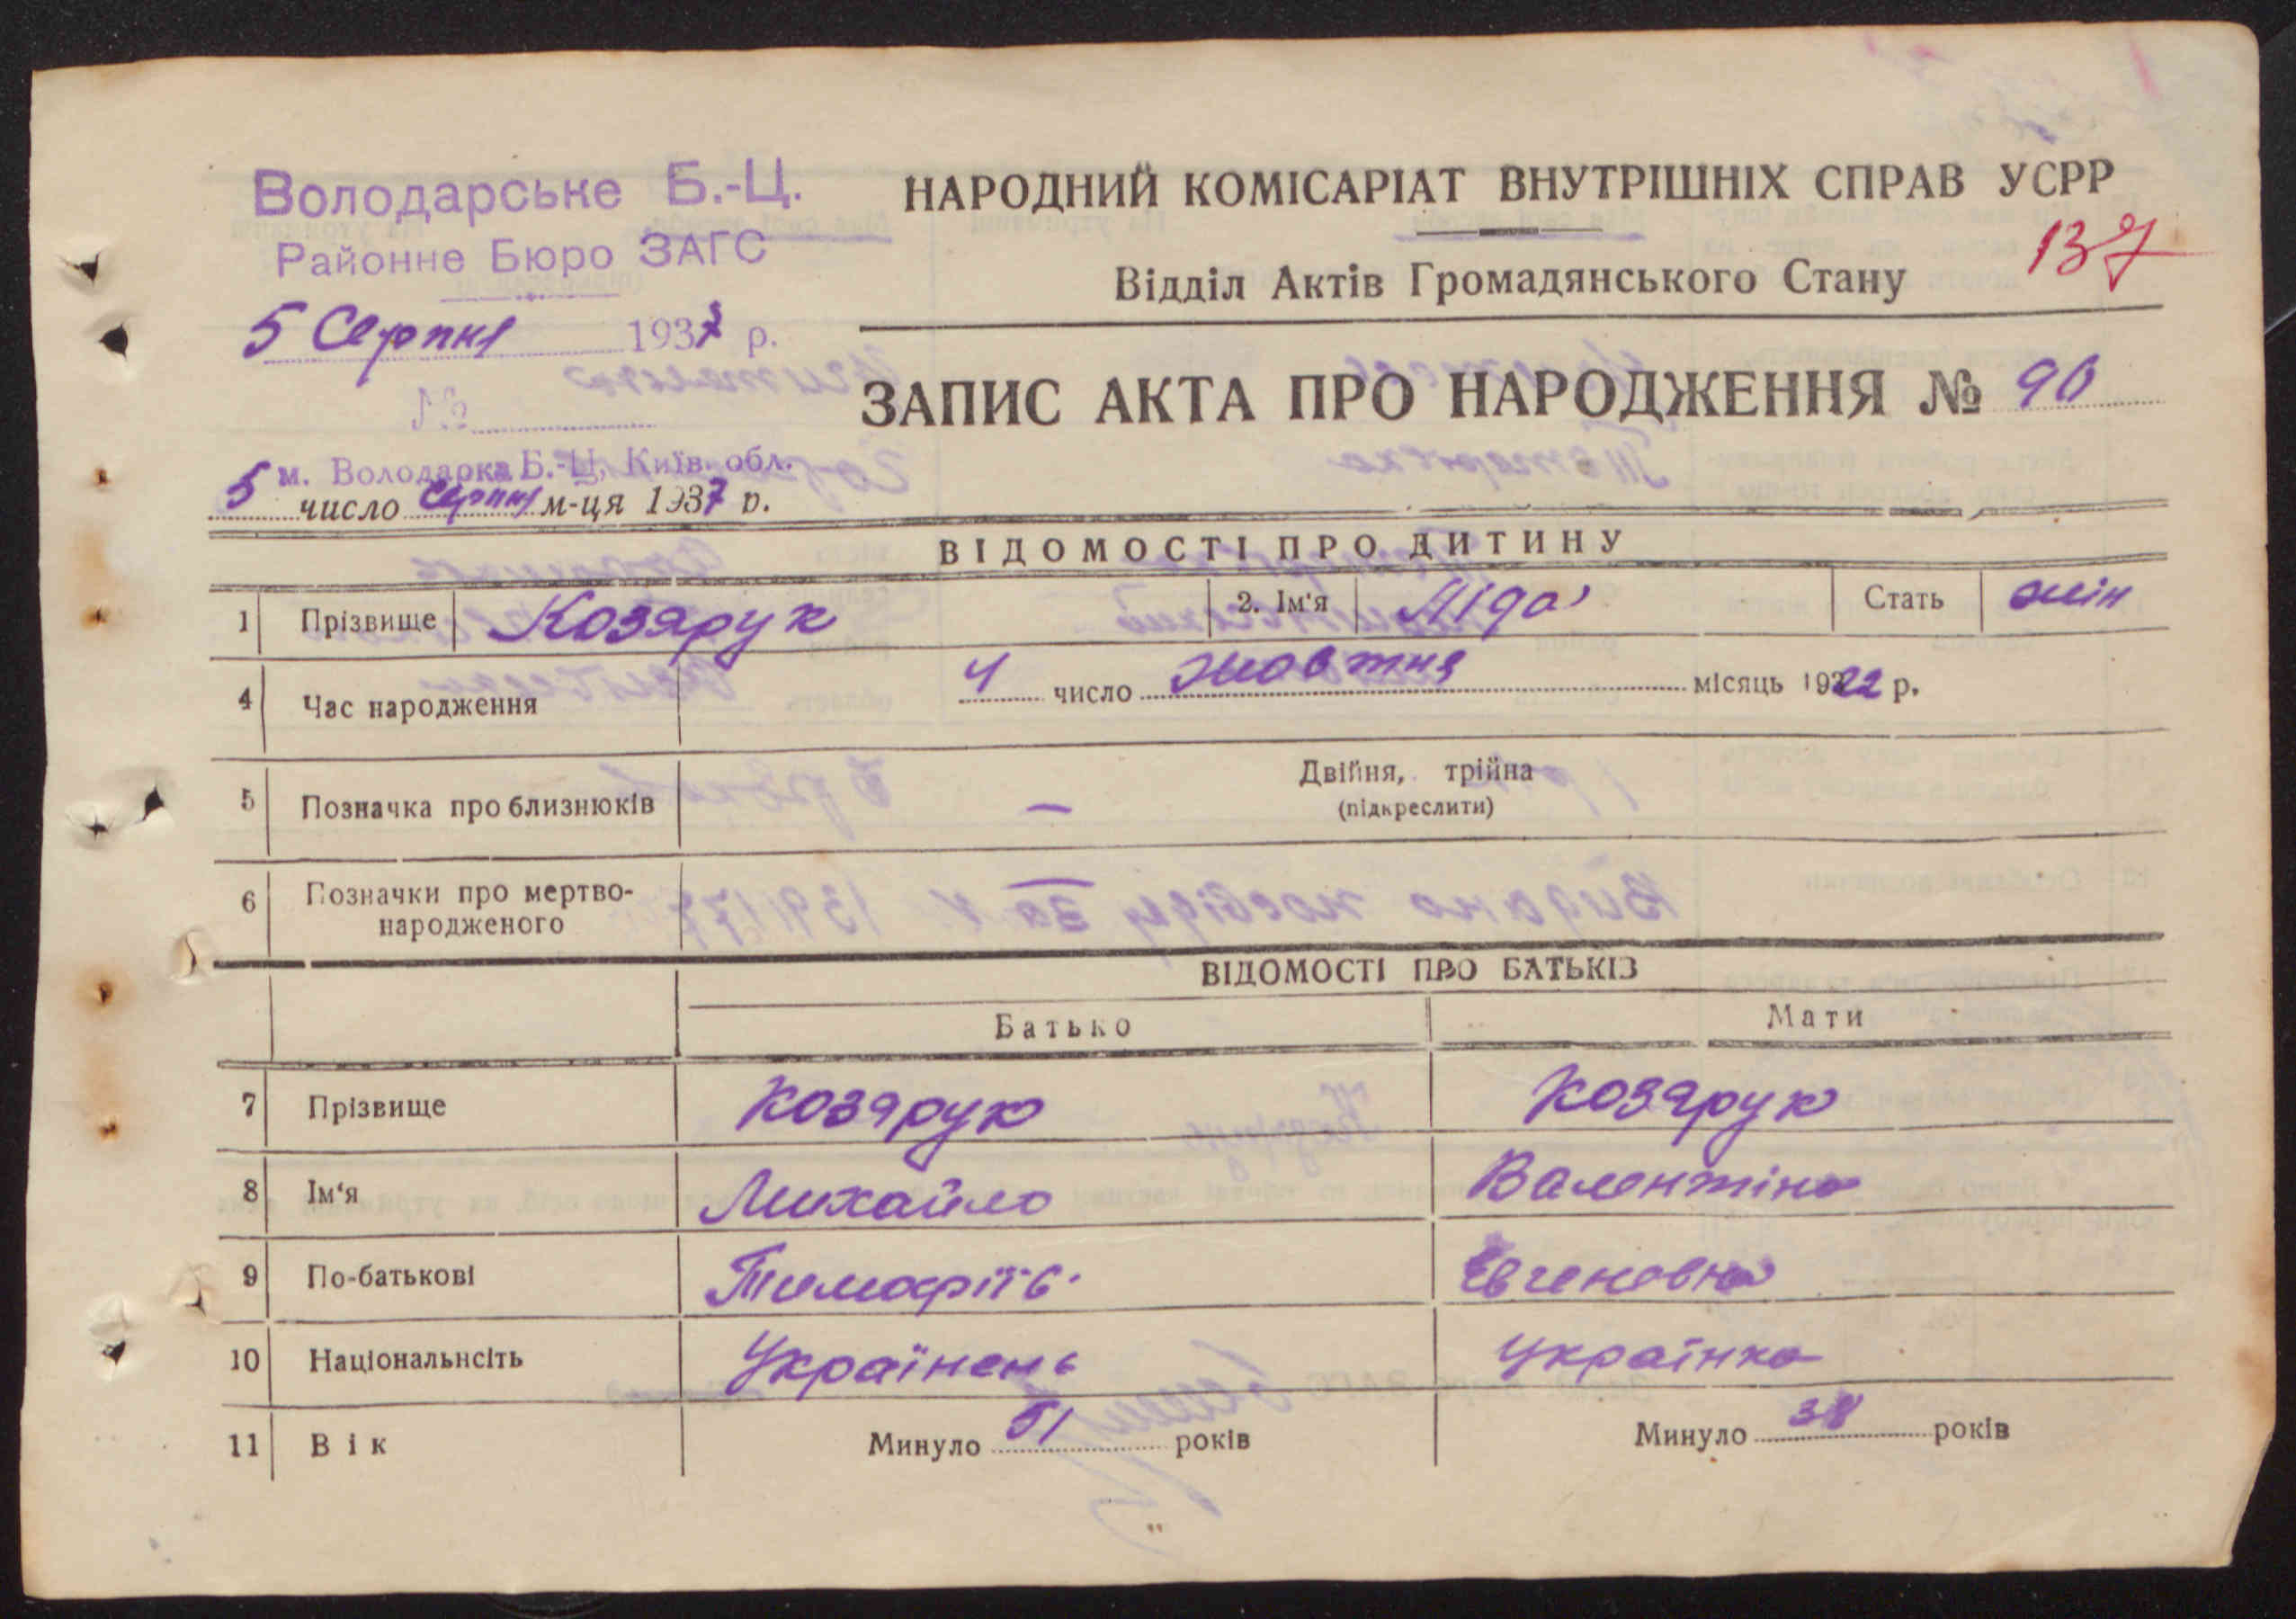 Володарське Б.-Ц.
Районне Бюро ЗАГС
5 Серпня 1937 р.
№
м. Володарка Б.-Ц, Київ. обл.
5 число Серпня м-ця 1937 р.
НАРОДНИЙ КОМІСАРІАТ ВНУТРІШНІХ СПРАВ УСРР
137
Відділ Актів Громадянського Стану
ЗАПИС АКТА ПРО НАРОДЖЕННЯ № 90
ВІДОМОСТІ ПРО ДИТИНУ
1 Прізвище Козярук 2. Ім'я Ліда Стать жін
4 Час народження 4 число жовтня місяць 1922 р.
5 Позначка про близнюків — Двійня, трійна
(підкреслити)
6 Позначки про мертво-
народженого
ВІДОМОСТІ ПРО БАТЬКІВ
Батько Мати
7 Прізвище Козярук Козярук
8 Ім'я Михайло Валентіна
9 По-батькові Тимофіїв. Евгеновна
10 Національнсіть Українень Українка
11 Вік Минуло 51 років Минуло 38 років